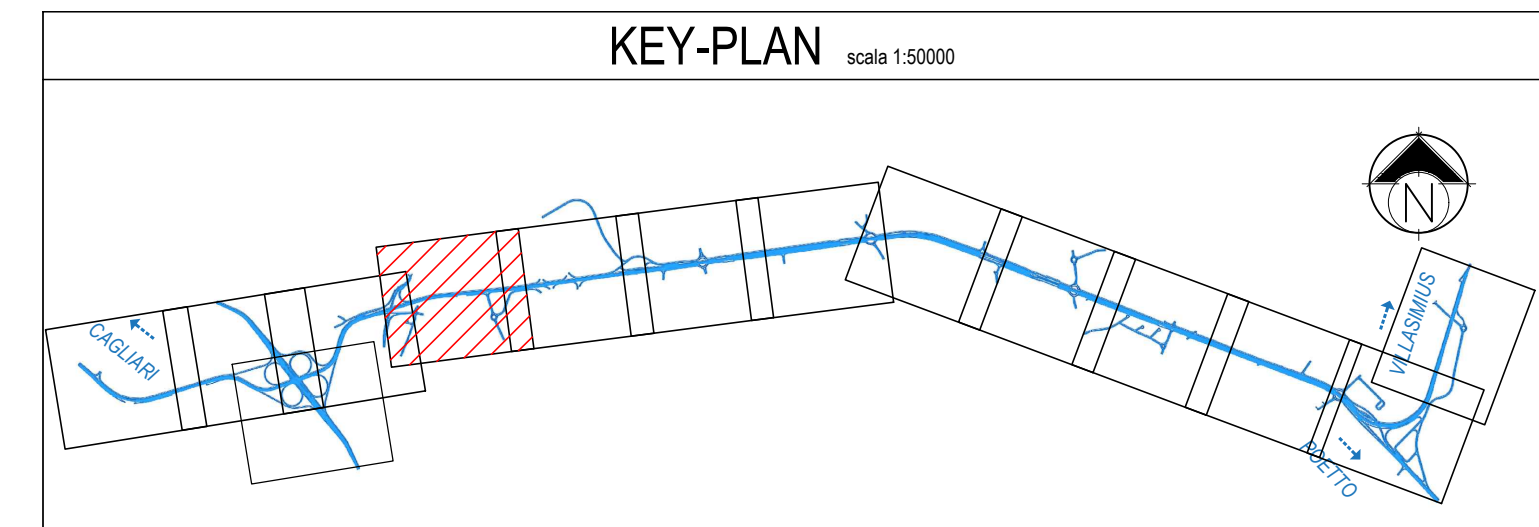 KEY-PLAN scala 1:50000
N
CAGLIARI
VILLASIMIUS
POETTO